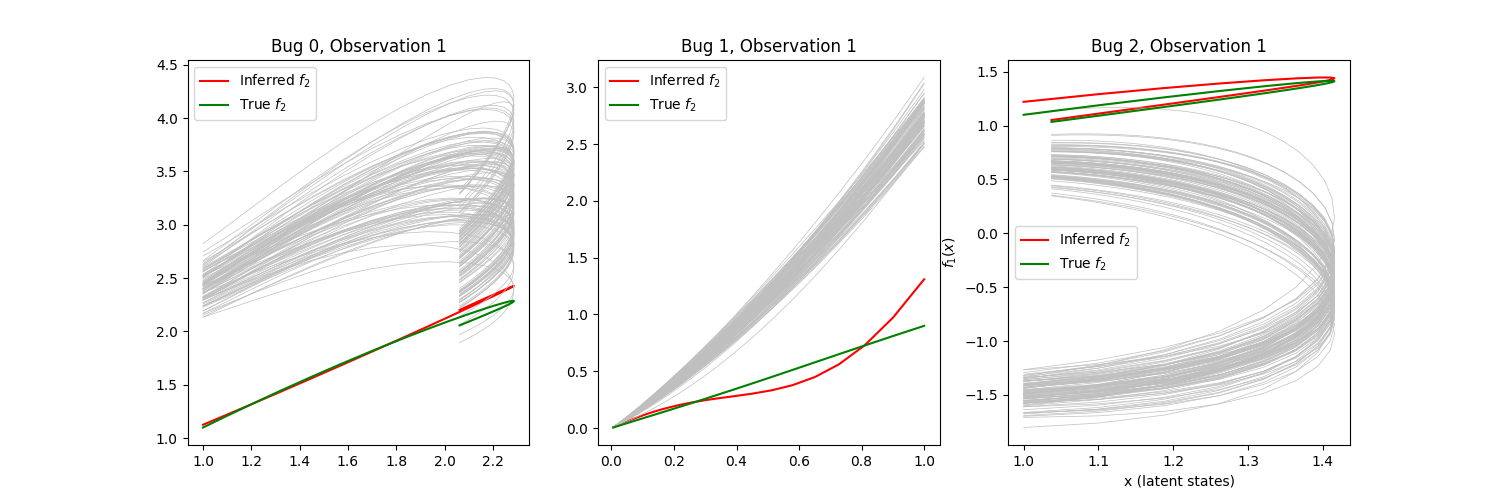 Bug 0, Observation 1
Inferred f₂
True f₂
4.5
4.0
3.5
3.0
2.5
2.0
1.5
1.0
1.0 1.2 1.4 1.6 1.8 2.0 2.2
Bug 1, Observation 1
Inferred f₂
True f₂
3.0
2.5
2.0
1.5
1.0
0.5
0.0
0.0 0.2 0.4 0.6 0.8 1.0
Bug 2, Observation 1
f₁(x)
1.5
1.0
0.5
0.0
−0.5
−1.0
−1.5
Inferred f₂
True f₂
1.0 1.1 1.2 1.3 1.4
x (latent states)